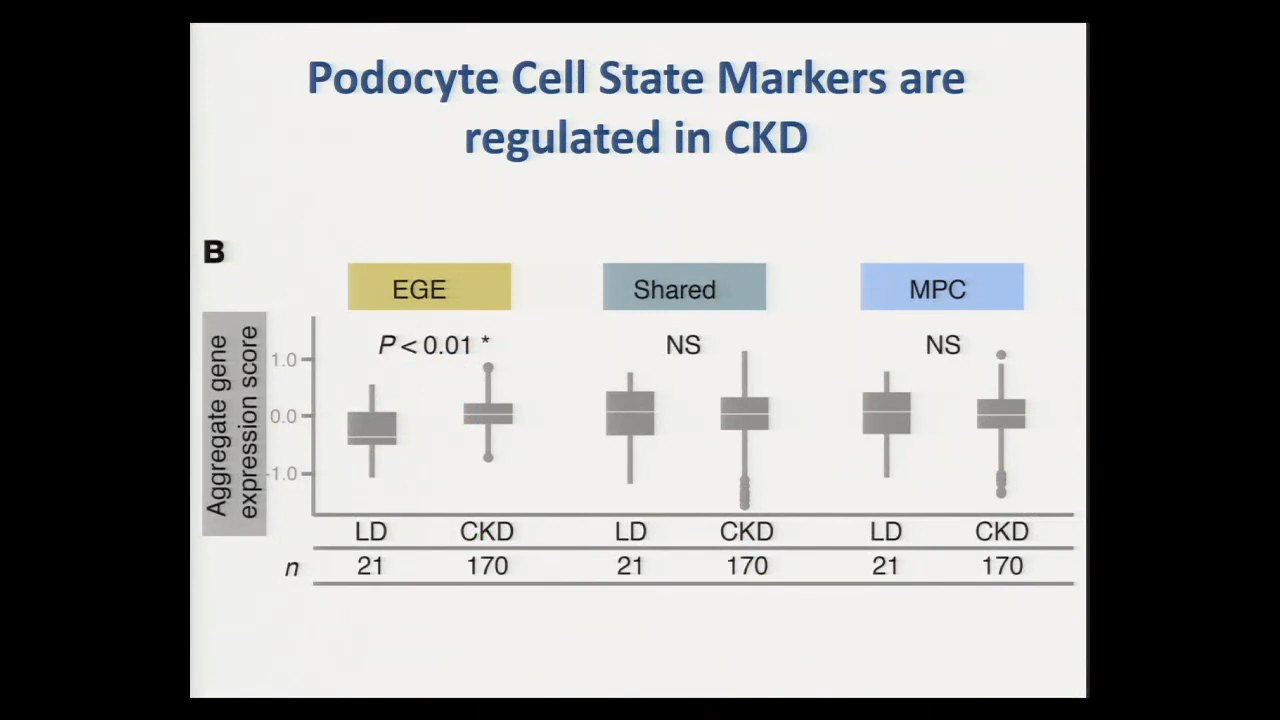 Podocyte Cell State Markers are
regulated in CKD
B
EGE Shared MPC
P < 0.01 * NS NS
Aggregate gene
expression score
1.0
0.0
-1.0
LD CKD LD CKD LD CKD
n 21 170 21 170 21 170